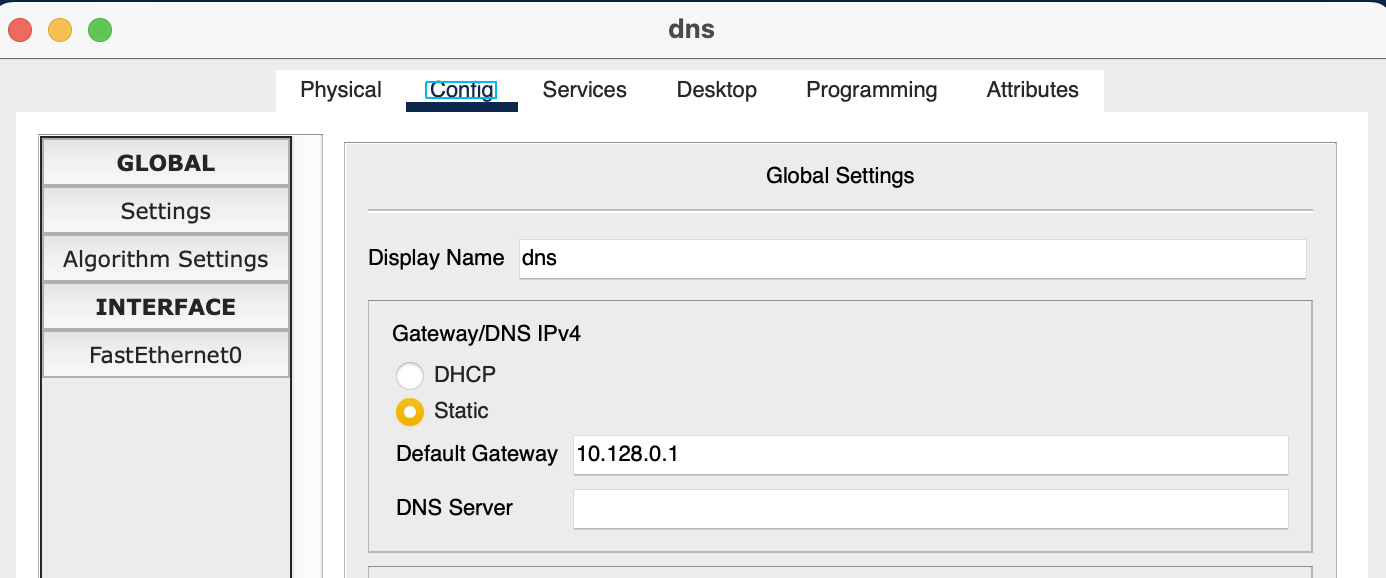 dns
Physical Config Services Desktop Programming Attributes
GLOBAL
Settings
Algorithm Settings
INTERFACE
FastEthernet0
Global Settings
Display Name dns
Gateway/DNS IPv4
DHCP
Static
Default Gateway 10.128.0.1
DNS Server